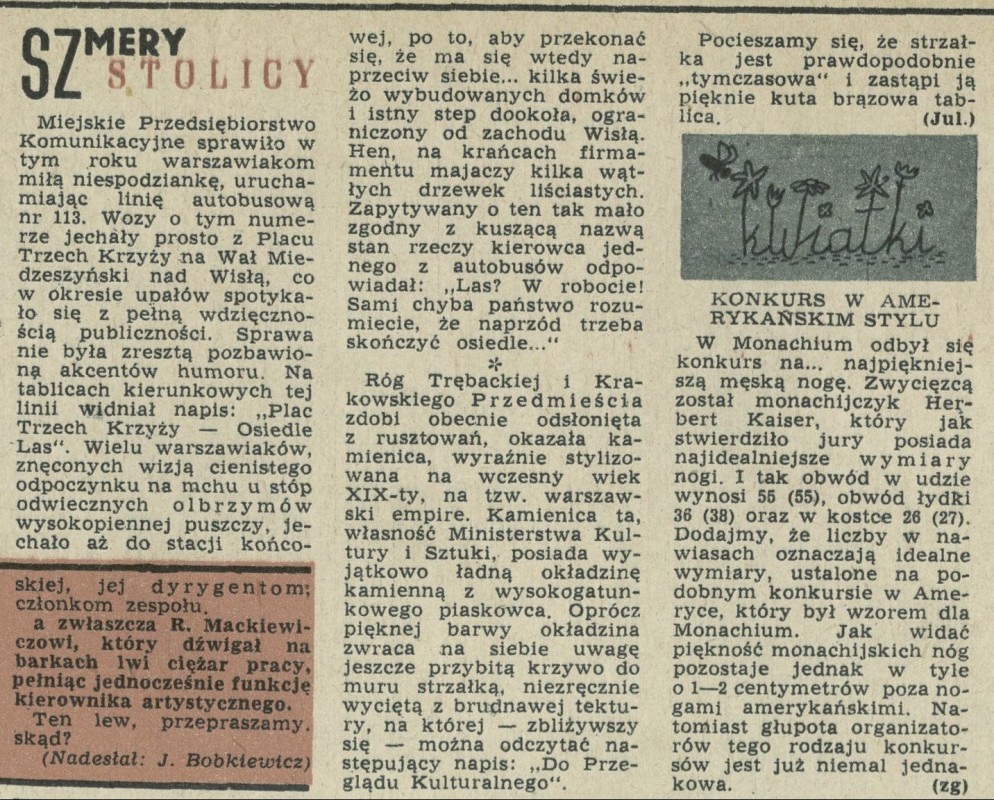 SZMERY
STOLICY
Miejskie Przedsiębiorstwo
Komunikacyjne sprawiło w
tym roku warszawiakom
miłą niespodziankę, urucha-
miając linię autobusową
nr 113. Wozy o tym nume-
rze jechały prosto z Placu
Trzech Krzyży na Wał Mie-
dzeszyński nad Wisłą, co
w okresie upałów spotyka-
ło się z pełną wdzięczno-
ścią publiczności. Sprawa
nie była zresztą pozbawio-
ną akcentów humoru. Na
tablicach kierunkowych tej
linii widniał napis: „Plac
Trzech Krzyży — Osiedle
Las“. Wielu warszawiaków,
znęconych wizją cienistego
odpoczynku na mchu u stóp
odwiecznych olbrzymów
wysokopiennej puszczy, je-
chało aż do stacji końco-
wej, po to, aby przekonać
się, że ma się wtedy na-
przeciw siebie... kilka świe-
żo wybudowanych domków
i istny step dookoła, ogra-
niczony od zachodu Wisłą.
Hen, na krańcach firma-
mentu majaczy kilka wąt-
łych drzewek liściastych.
Zapytywany o ten tak mało
zgodny z kuszącą nazwą
stan rzeczy kierowca jed-
nego z autobusów odpo-
wiadał: „Las? W robocie!
Sami chyba państwo rozu-
miecie, że naprzód trzeba
skończyć osiedle...“
*
Róg Trębackiej i Kra-
kowskiego Przedmieścia
zdobi obecnie odsłonięta
z rusztowań, okazała ka-
mienica, wyraźnie stylizo-
wana na wczesny wiek
XIX-ty, na tzw. warszaw-
ski empire. Kamienica ta,
własność Ministerstwa Kul-
tury i Sztuki, posiada wy-
jątkowo ładną okładzinę
kamienną z wysokogatun-
kowego piaskowca. Oprócz
pięknej barwy okładzina
zwraca na siebie uwagę
jeszcze przybitą krzywo do
muru strzałką, niezręcznie
wyciętą z brudnawej tektu-
ry, na której — zbliżywszy
się — można odczytać na-
stępujący napis: „Do Prze-
glądu Kulturalnego“.
Pocieszamy się, że strzał-
ka jest prawdopodobnie
„tymczasowa“ i zastąpi ją
pięknie kuta brązowa tab-
lica. (Jul.)
kwiatki
KONKURS W AME-
RYKAŃSKIM STYLU
W Monachium odbył się
konkurs na... najpiękniej-
szą męską nogę. Zwycięzcą
został monachijczyk Her-
bert Kaiser, który jak
stwierdziło jury posiada
najidealniejsze wymiary
nogi. I tak obwód w udzie
wynosi 55 (55), obwód łydki
36 (38) oraz w kostce 26 (27).
Dodajmy, że liczby w na-
wiasach oznaczają idealne
wymiary, ustalone na po-
dobnym konkursie w Ame-
ryce, który był wzorem dla
Monachium. Jak widać
piękność monachijskich nóg
pozostaje jednak w tyle
o 1—2 centymetrów poza no-
gami amerykańskimi. Na-
tomiast głupota organizato-
rów tego rodzaju konkur-
sów jest już niemal jedna-
kowa. (zg)
skiej, jej dyrygentom;
członkom zespołu.
a zwłaszcza R. Mackiewi-
czowi, który dźwigał na
barkach lwi ciężar pracy,
pełniąc jednocześnie funkcję
kierownika artystycznego.
Ten lew, przepraszamy.
skąd?
(Nadesłał: J. Bobkiewicz)